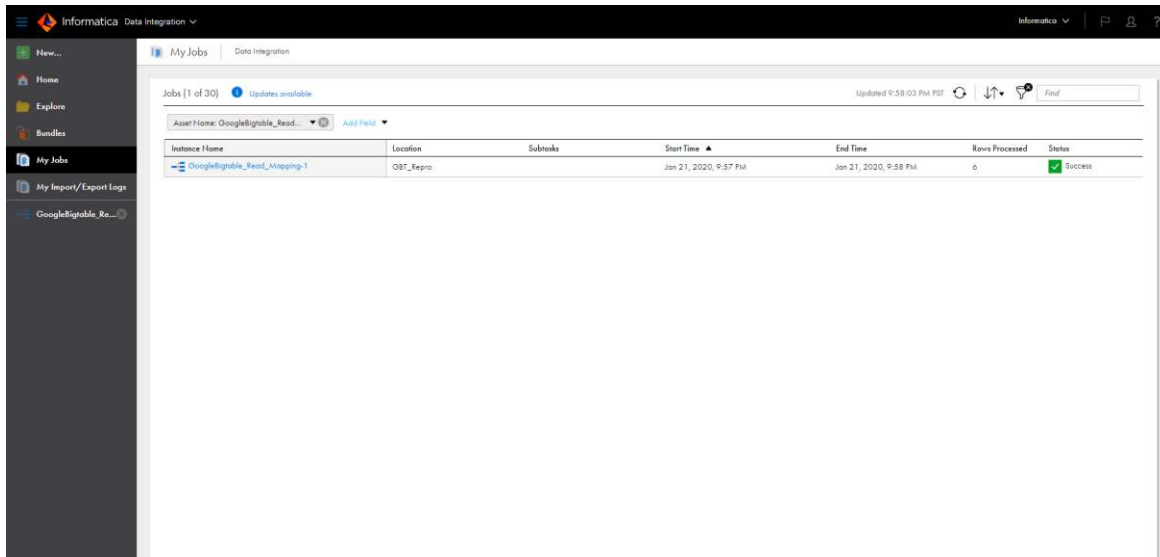 Informatica Data Integration
Informatica
?
New...
Home
Explore
Bundles
My Jobs
My Import/Export Logs
GoogleBigtable_Re...
My Jobs Data Integration
Jobs (1 of 30) Updates available Updated 9:58:03 PM PST Find
Asset Name: GoogleBigtable_Read... Add Field
Instance Name Location Subtasks Start Time End Time Rows Processed Status
GoogleBigtable_Read_Mapping-1 GBT_Repro Jan 21, 2020, 9:57 PM Jan 21, 2020, 9:58 PM 6 Success